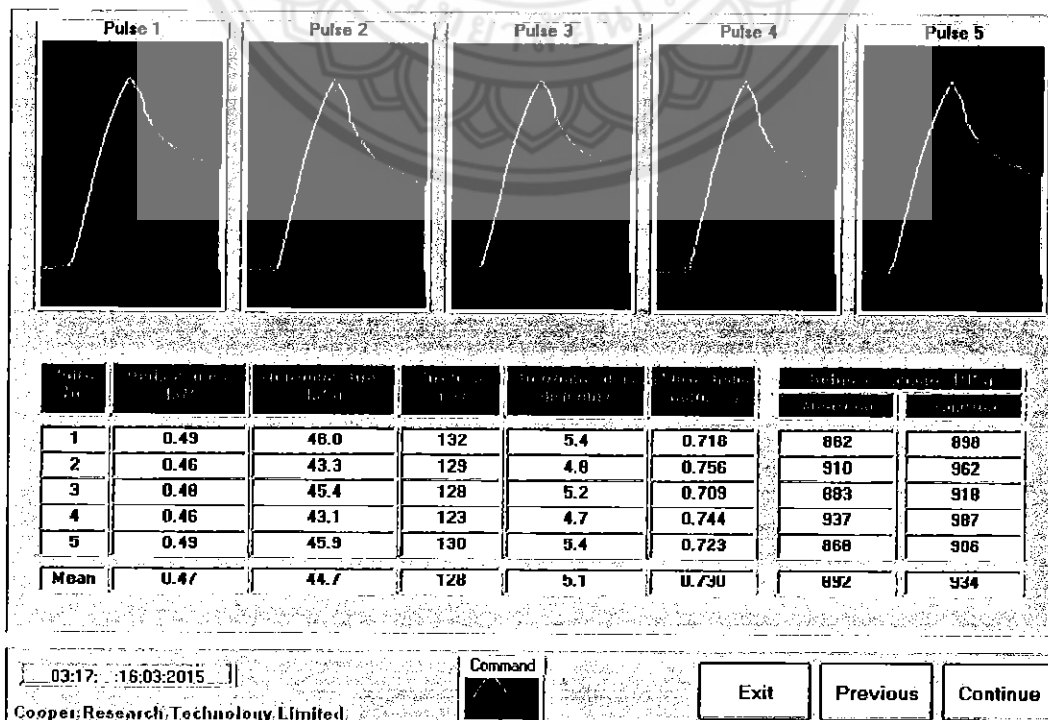 Pulse 1 Pulse 2 Pulse 3 Pulse 4 Pulse 5
1 0.49 46.0 132 5.4 0.718 862 898
2 0.46 43.3 129 4.8 0.756 910 962
3 0.48 45.4 128 5.2 0.709 883 918
4 0.46 43.1 123 4.7 0.744 937 987
5 0.49 45.9 130 5.4 0.723 868 906
Mean 0.47 44.7 128 5.1 0.730 892 934
Command
03:17: :16:03:2015
Exit Previous Continue
Cooper Research Technology Limited